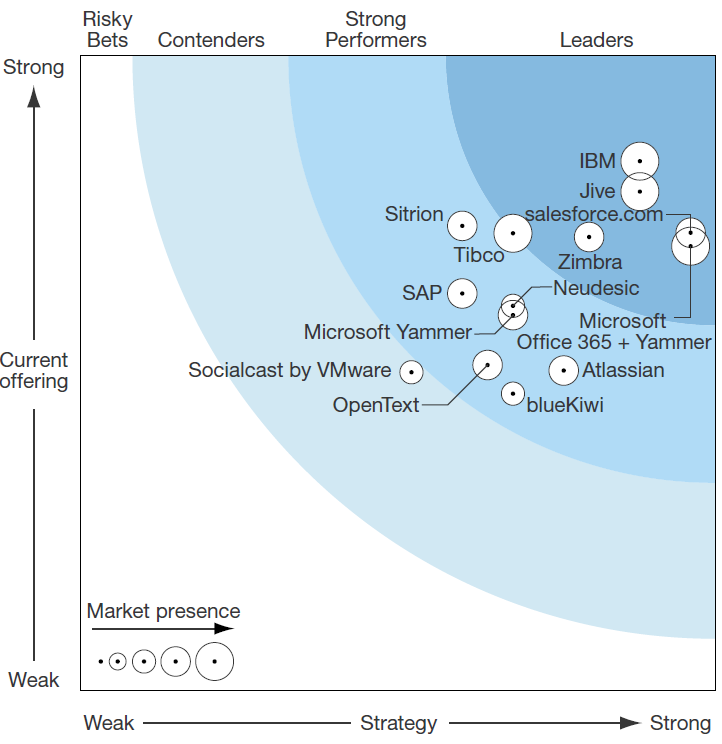 Risky
Bets
Contenders
Strong
Performers
Leaders
Strong
IBM
Jive
Sitrion
salesforce.com
Tibco
Zimbra
SAP
Neudesic
Microsoft Yammer
Microsoft
Office 365 + Yammer
Current
offering
Socialcast by VMware
Atlassian
OpenText
blueKiwi
Market presence
Weak
Weak
Strategy
Strong